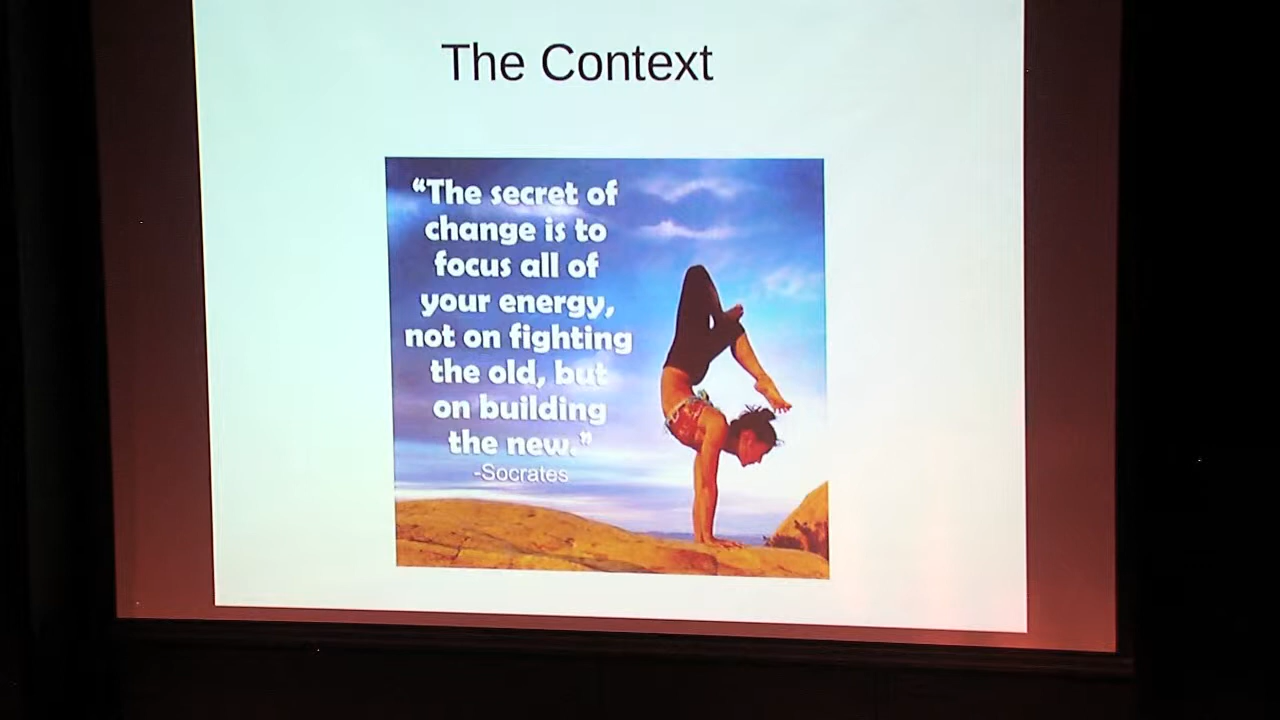 The Context
“The secret of
change is to
focus all of
your energy,
not on fighting
the old, but
on building
the new.”
-Socrates